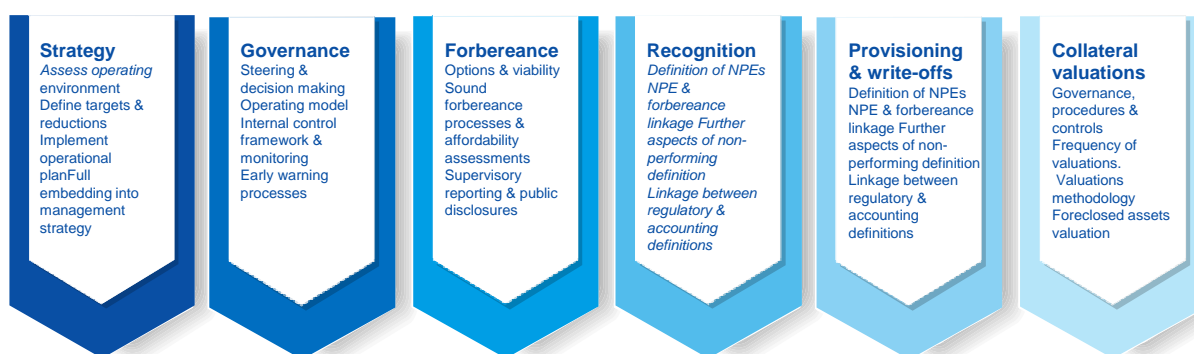 Strategy
Assess operating
environment
Define targets &
reductions
Implement
operational
planFull
embedding into
management
strategy
Governance
Steering &
decision making
Operating model
Internal control
framework &
monitoring
Early warning
processes
Forbereance
Options & viability
Sound
forbereance
processes &
affordability
assessments
Supervisory
reporting & public
disclosures
Recognition
Definition of NPEs
NPE &
forbereance
linkage Further
aspects of non-
performing
definition
Linkage between
regulatory &
accounting
definitions
Provisioning
& write-offs
Definition of NPEs
NPE & forbereance
linkage Further
aspects of non-
performing definition
Linkage between
regulatory &
accounting
definitions
Collateral
valuations
Governance,
procedures &
controls
Frequency of
valuations.
Valuations
methodology
Foreclosed assets
valuation